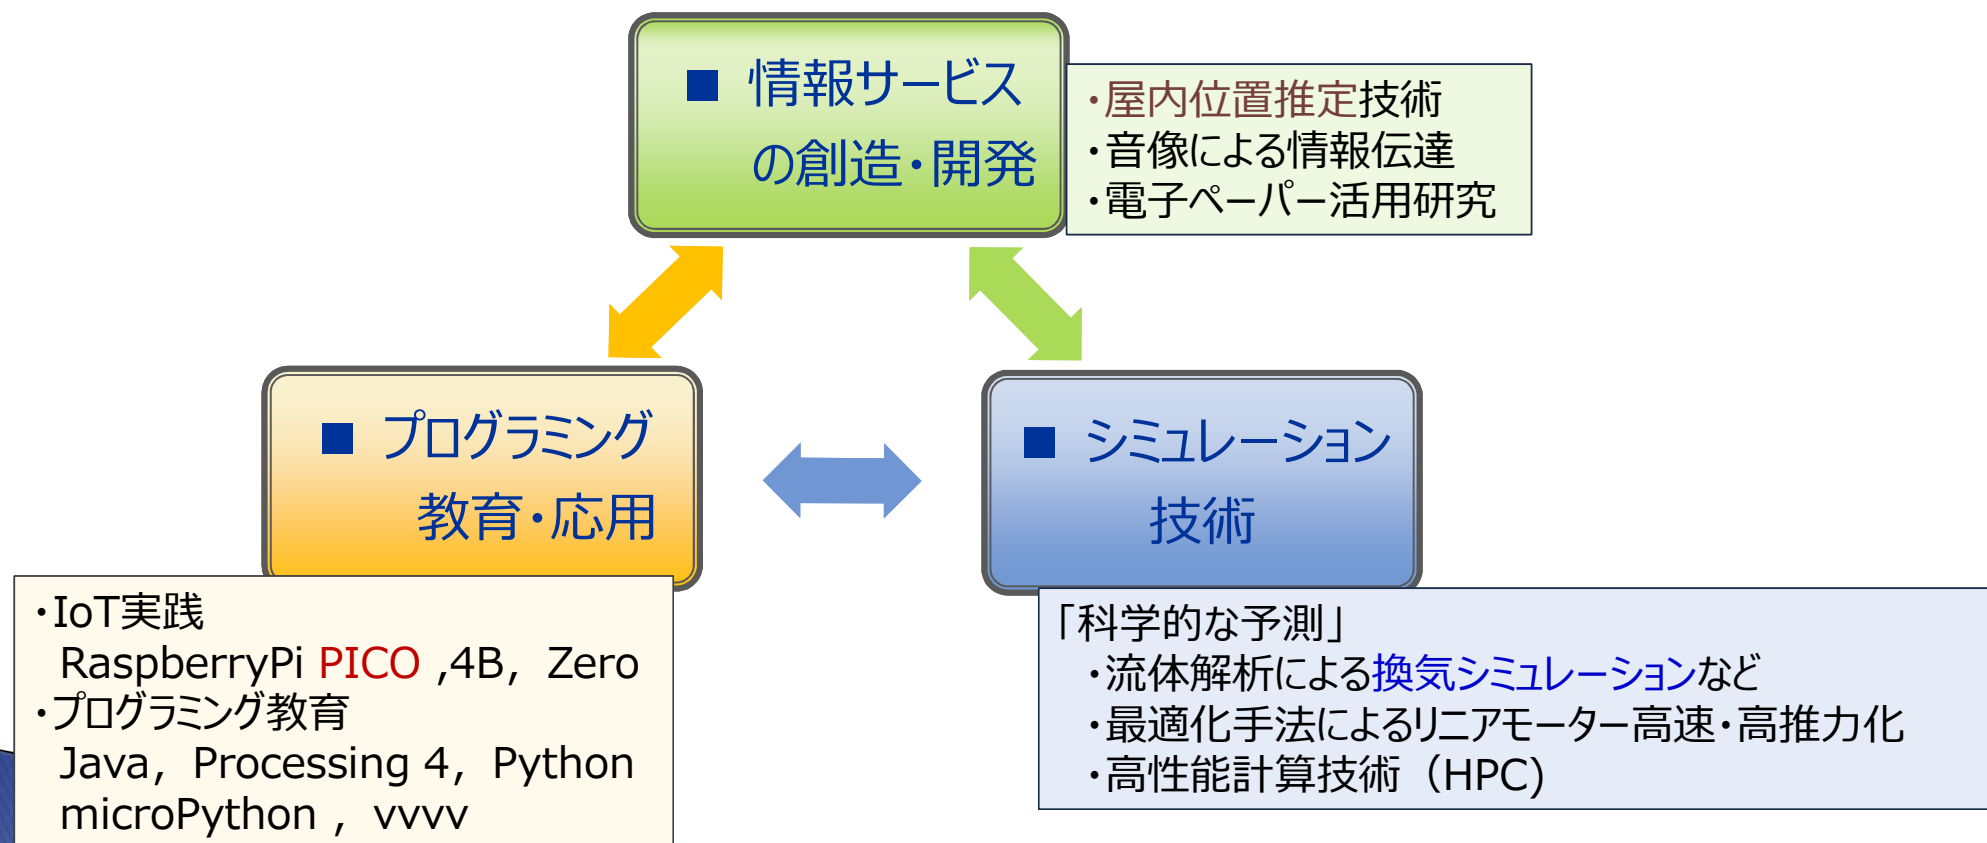 ■ 情報サービス
の創造・開発
・屋内位置推定技術
・音像による情報伝達
・電子ペーパー活用研究
■ プログラミング
教育・応用
・IoT実践
RaspberryPi PICO ,4B, Zero
・プログラミング教育
Java, Processing 4, Python
microPython , vvvv
■ シミュレーション
技術
「科学的な予測」
・流体解析による換気シミュレーションなど
・最適化手法によるリニアモーター高速・高推力化
・高性能計算技術（HPC)